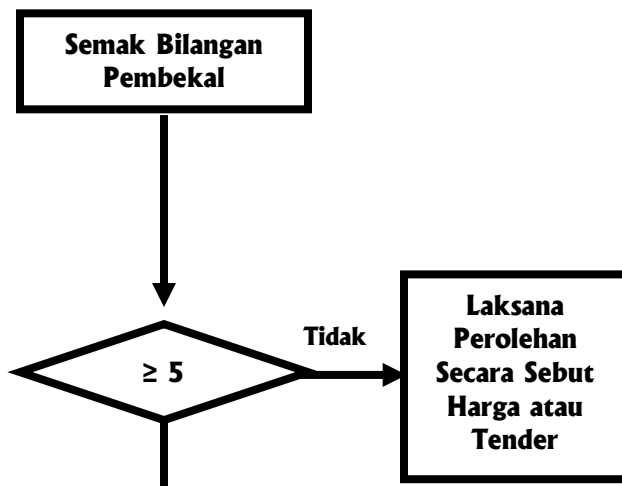 Semak Bilangan
Pembekal
≥ 5
Tidak
Laksana
Perolehan
Secara Sebut
Harga atau
Tender